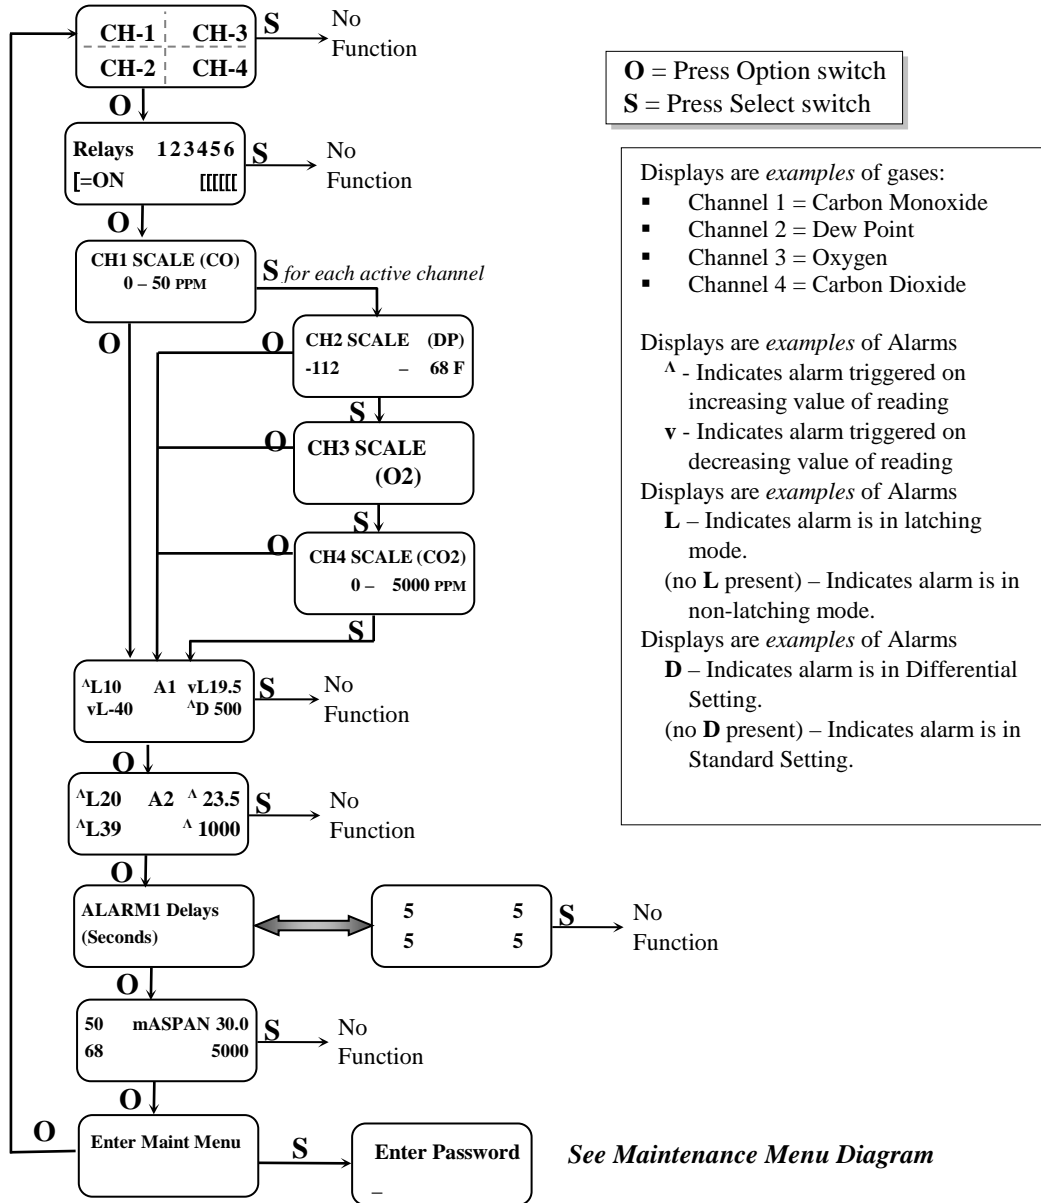 CH-1 CH-3
CH-2 CH-4
S
No
Function
O
Relays 123456
[=ON [[[[[[
S
No
Function
O
CH1 SCALE (CO)
0 – 50 PPM
S for each active channel
O
CH2 SCALE (DP)
-112 – 68 F
O
S
CH3 SCALE
(O2)
O
S
CH4 SCALE (CO2)
0 – 5000 PPM
O
S
ΛL10 A1 vL19.5
vL-40 ΛD 500
S
No
Function
O
ΛL20 A2 Λ 23.5
ΛL39 Λ 1000
S
No
Function
O
ALARM1 Delays
(Seconds)
5 5
5 5
S
No
Function
O
50 mASPAN 30.0
68 5000
S
No
Function
O
O
Enter Maint Menu
S
Enter Password
_
See Maintenance Menu Diagram
O = Press Option switch
S = Press Select switch
Displays are examples of gases:
▪ Channel 1 = Carbon Monoxide
▪ Channel 2 = Dew Point
▪ Channel 3 = Oxygen
▪ Channel 4 = Carbon Dioxide
Displays are examples of Alarms
Λ - Indicates alarm triggered on
increasing value of reading
v - Indicates alarm triggered on
decreasing value of reading
Displays are examples of Alarms
L – Indicates alarm is in latching
mode.
(no L present) – Indicates alarm is in
non-latching mode.
Displays are examples of Alarms
D – Indicates alarm is in Differential
Setting.
(no D present) – Indicates alarm is in
Standard Setting.